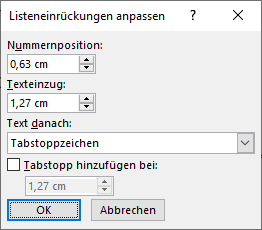 Listeneinrückungen anpassen
Nummernposition:
0,63 cm
Texteinzug:
1,27 cm
Text danach:
Tabstoppzeichen
Tabstopp hinzufügen bei:
1,27 cm
OK Abbrechen